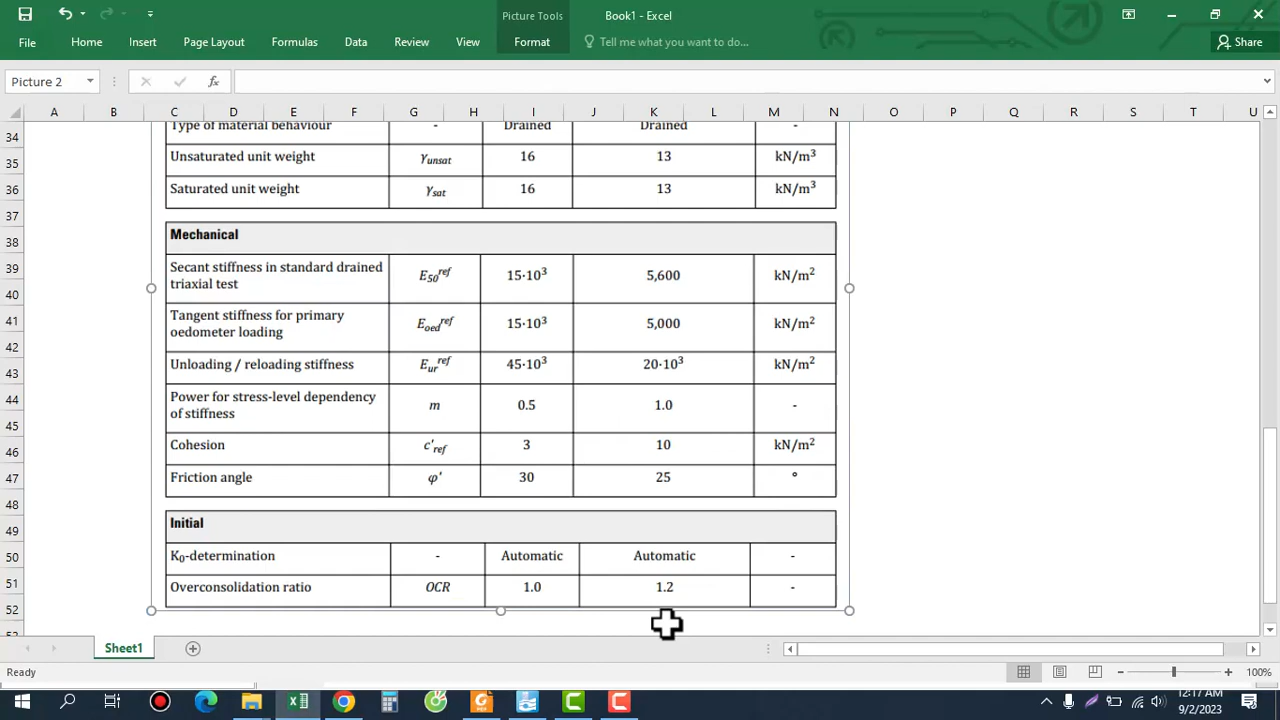 Picture Tools
Book1 - Excel
File Home Insert Page Layout Formulas Data Review View Format Tell me what you want to do... Share
Picture 2 fx
A B C D E F G H I J K L M N O P Q R S T U
34 Type of material behaviour - Drained Drained -
35 Unsaturated unit weight γunsat 16 13 kN/m³
36 Saturated unit weight γsat 16 13 kN/m³
37
38 Mechanical
39 Secant stiffness in standard drained
40 triaxial test E50ref 15·10³ 5,600 kN/m²
41 Tangent stiffness for primary
oedometer loading Eoedref 15·10³ 5,000 kN/m²
42
43 Unloading / reloading stiffness Eurref 45·10³ 20·10³ kN/m²
44 Power for stress-level dependency
of stiffness m 0.5 1.0 -
45
46 Cohesion c'ref 3 10 kN/m²
47 Friction angle φ' 30 25 °
48
49 Initial
50 K0-determination - Automatic Automatic -
51 Overconsolidation ratio OCR 1.0 1.2 -
52
Sheet1
Ready 100%
12:17 AM
9/2/2023